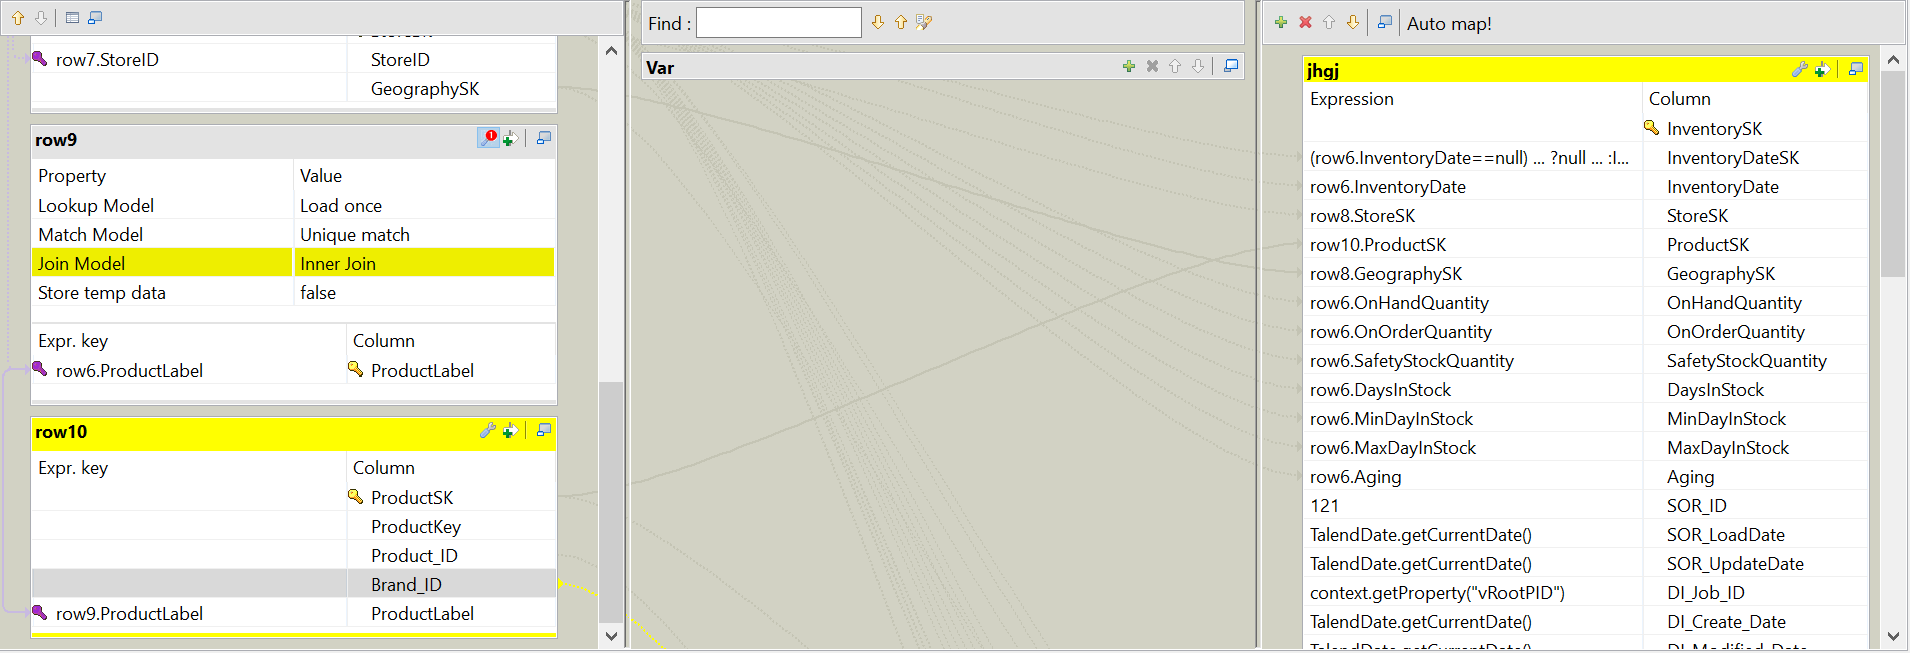 row7.StoreID StoreID
GeographySK
row9
Property Value
Lookup Model Load once
Match Model Unique match
Join Model Inner Join
Store temp data false
Expr. key Column
row6.ProductLabel ProductLabel
row10
Expr. key Column
ProductSK
ProductKey
Product_ID
Brand_ID
row9.ProductLabel ProductLabel
Find :
Var
Auto map!
jhgj
Expression Column
InventorySK
(row6.InventoryDate==null) ... ?null ... :I... InventoryDateSK
row6.InventoryDate InventoryDate
row8.StoreSK StoreSK
row10.ProductSK ProductSK
row8.GeographySK GeographySK
row6.OnHandQuantity OnHandQuantity
row6.OnOrderQuantity OnOrderQuantity
row6.SafetyStockQuantity SafetyStockQuantity
row6.DaysInStock DaysInStock
row6.MinDayInStock MinDayInStock
row6.MaxDayInStock MaxDayInStock
row6.Aging Aging
121 SOR_ID
TalendDate.getCurrentDate() SOR_LoadDate
TalendDate.getCurrentDate() SOR_UpdateDate
context.getProperty("vRootPID") DI_Job_ID
TalendDate.getCurrentDate() DI_Create_Date